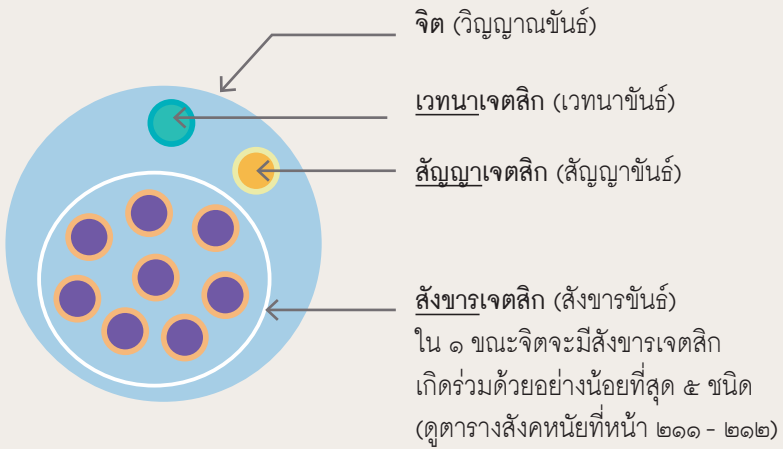 จิต (วิญญาณขันธ์)
เวทนาเจตสิก (เวทนาขันธ์)
สัญญาเจตสิก (สัญญาขันธ์)
สังขารเจตสิก (สังขารขันธ์)
ใน ๑ ขณะจิตจะมีสังขารเจตสิก
เกิดร่วมด้วยอย่างน้อยที่สุด ๕ ชนิด
(ดูตารางสังคหนัยที่หน้า ๒๑๑ - ๒๑๒)